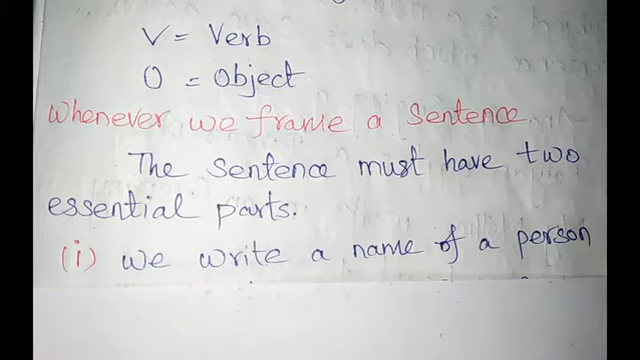 V = Verb
O = Object
Whenever we frame a sentence
The sentence must have two
essential parts.
(i) we write a name of a person